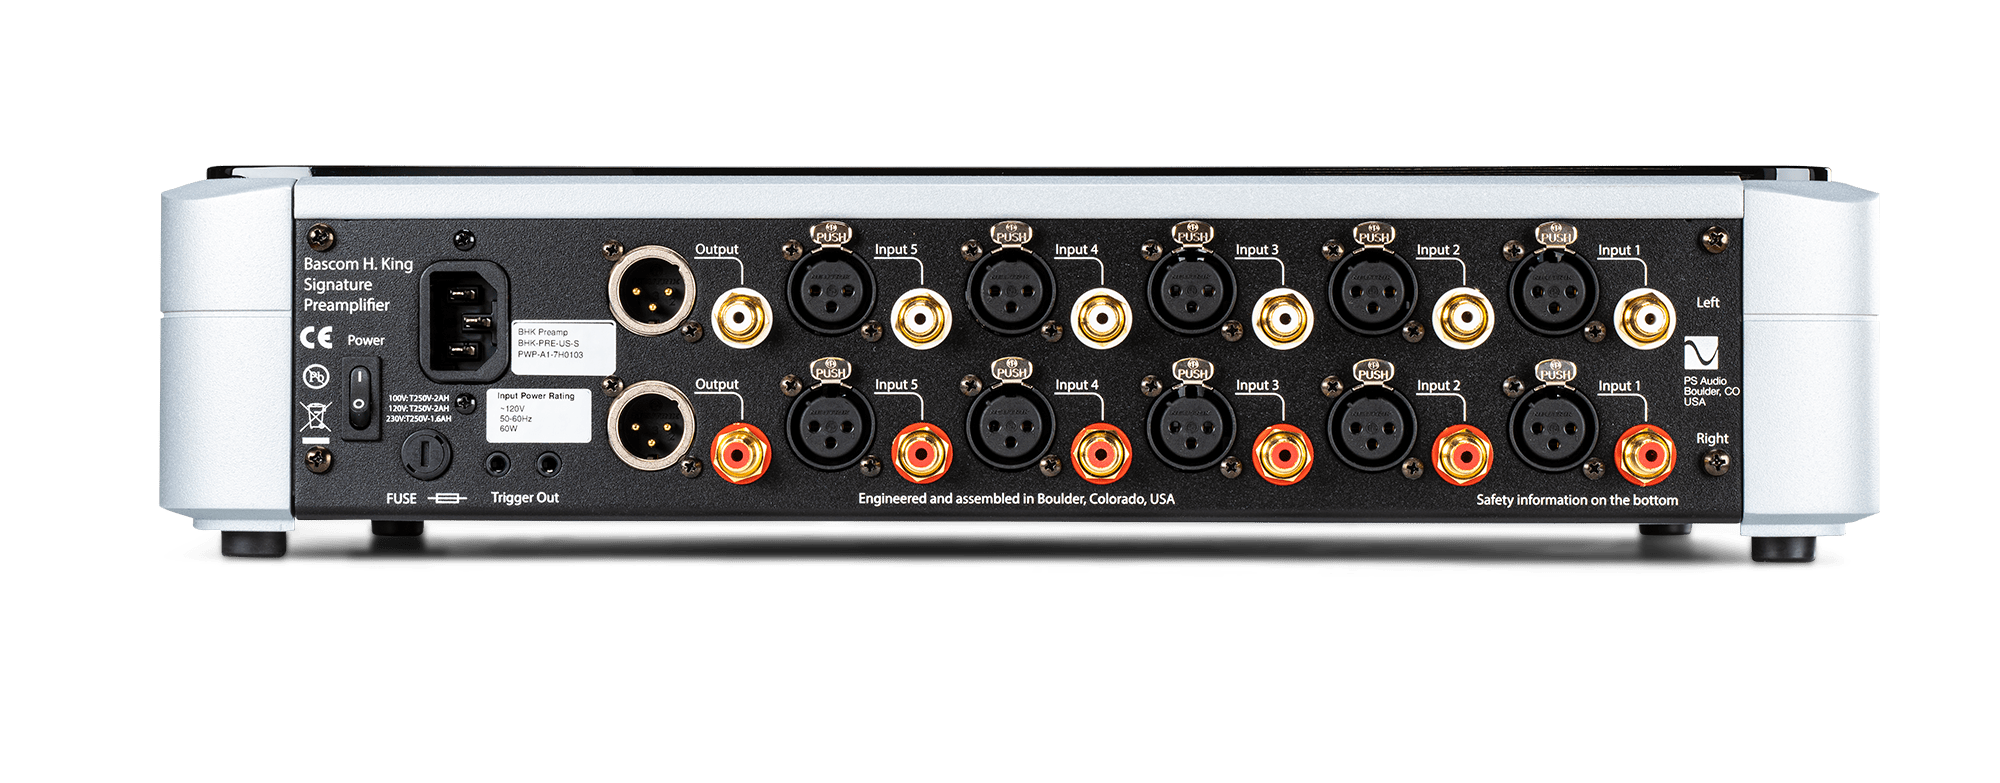 Bascom H. King
Signature
Preamplifier
Power
BHK Preamp
BHK-PRE-US-S
PWP-A1-7H0103
Pb
100V: T250V-2AH
120V: T250V-2AH
230V:T250V-1.6AH
Input Power Rating
~120V
50-60Hz
60W
FUSE
Trigger Out
Output
PUSH
Input 5
PUSH
Input 4
PUSH
Input 3
PUSH
Input 2
PUSH
Input 1
Left
Output
PUSH
Input 5
PUSH
Input 4
PUSH
Input 3
PUSH
Input 2
PUSH
Input 1
PS Audio
Boulder, CO
USA
Right
Engineered and assembled in Boulder, Colorado, USA
Safety information on the bottom